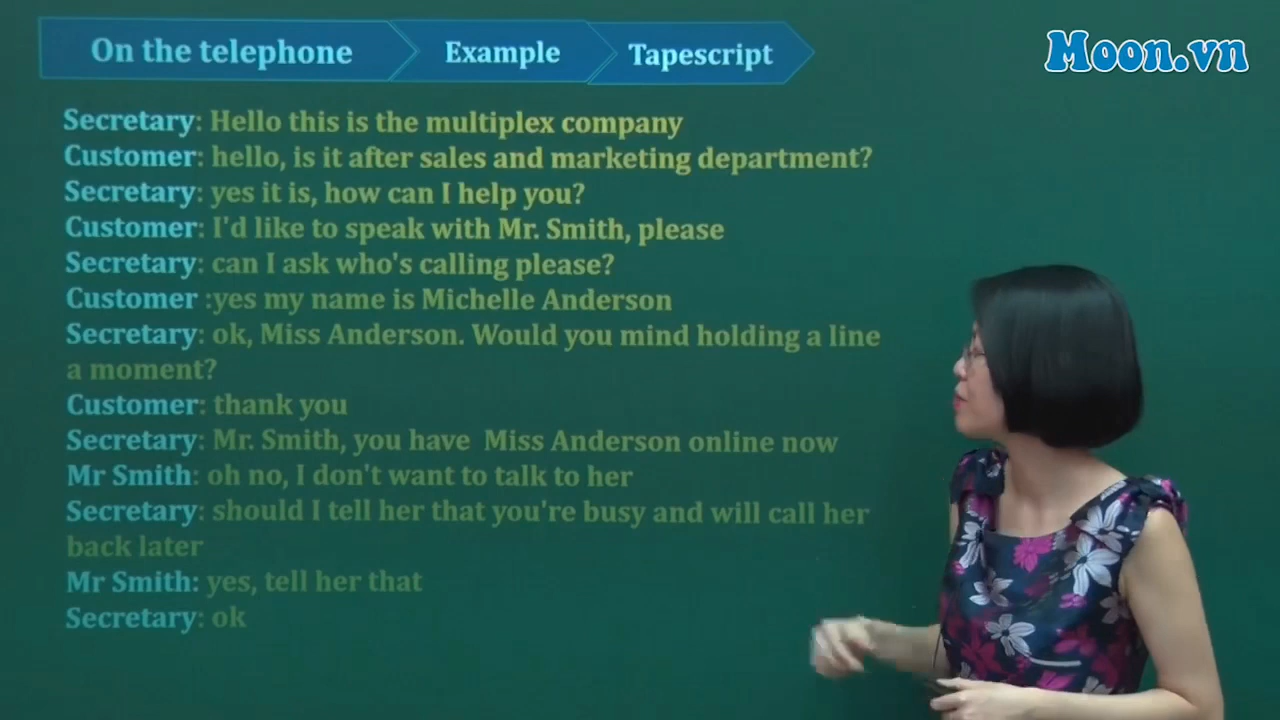 On the telephone Example Tapescript
Moon.vn
Secretary: Hello this is the multiplex company
Customer: hello, is it after sales and marketing department?
Secretary: yes it is, how can I help you?
Customer: I'd like to speak with Mr. Smith, please
Secretary: can I ask who's calling please?
Customer :yes my name is Michelle Anderson
Secretary: ok, Miss Anderson. Would you mind holding a line
a moment?
Customer: thank you
Secretary: Mr. Smith, you have Miss Anderson online now
Mr Smith: oh no, I don't want to talk to her
Secretary: should I tell her that you're busy and will call her
back later
Mr Smith: yes, tell her that
Secretary: ok